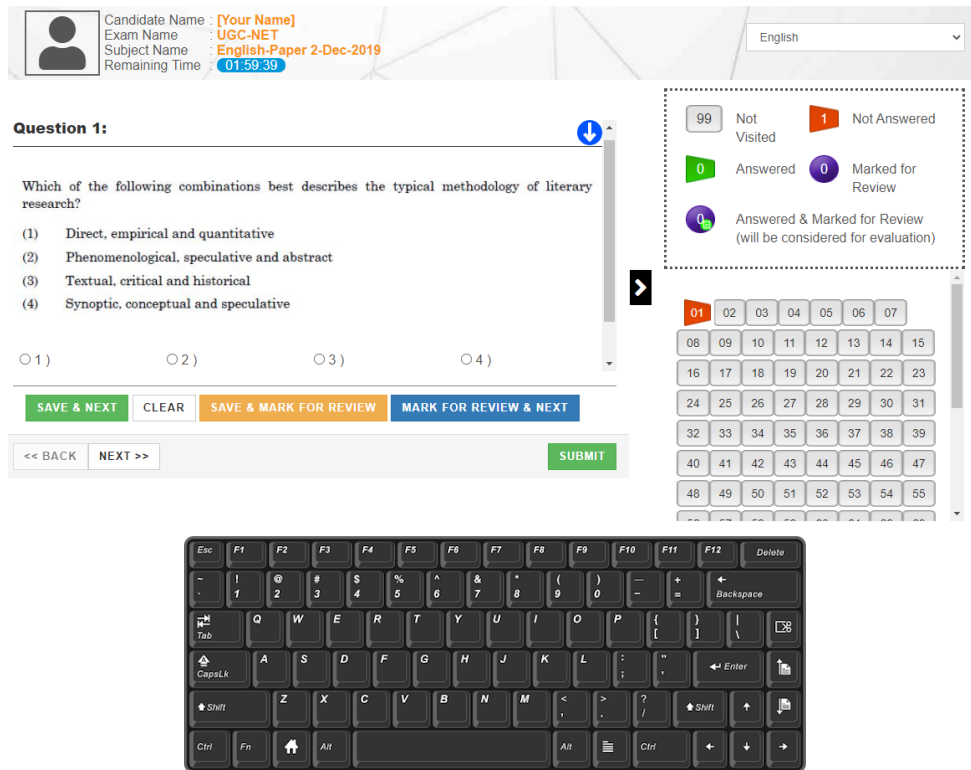 Candidate Name : [Your Name]
Exam Name : UGC-NET
Subject Name : English-Paper 2-Dec-2019
Remaining Time : 01:59:39
English
Question 1:
Which of the following combinations best describes the typical methodology of literary
research?
(1) Direct, empirical and quantitative
(2) Phenomenological, speculative and abstract
(3) Textual, critical and historical
(4) Synoptic, conceptual and speculative
1 ) 2 ) 3 ) 4 )
SAVE & NEXT CLEAR SAVE & MARK FOR REVIEW MARK FOR REVIEW & NEXT
<< BACK NEXT >> SUBMIT
99 Not Visited 1 Not Answered
0 Answered 0 Marked for Review
0 Answered & Marked for Review
(will be considered for evaluation)
01 02 03 04 05 06 07
08 09 10 11 12 13 14 15
16 17 18 19 20 21 22 23
24 25 26 27 28 29 30 31
32 33 34 35 36 37 38 39
40 41 42 43 44 45 46 47
48 49 50 51 52 53 54 55
Esc F1 F2 F3 F4 F5 F6 F7 F8 F9 F10 F11 F12 Delete
~ ! @ # $ % ^ & * ( ) — + ←
` 1 2 3 4 5 6 7 8 9 0 - = Backspace
Tab Q W E R T Y U I O P { [ } ] | \
CapsLk A S D F G H J K L : ; " ' Enter
Shift Z X C V B N M < , > . ? / Shift ↑
Ctrl Fn Alt Alt Ctrl ← ↓ →